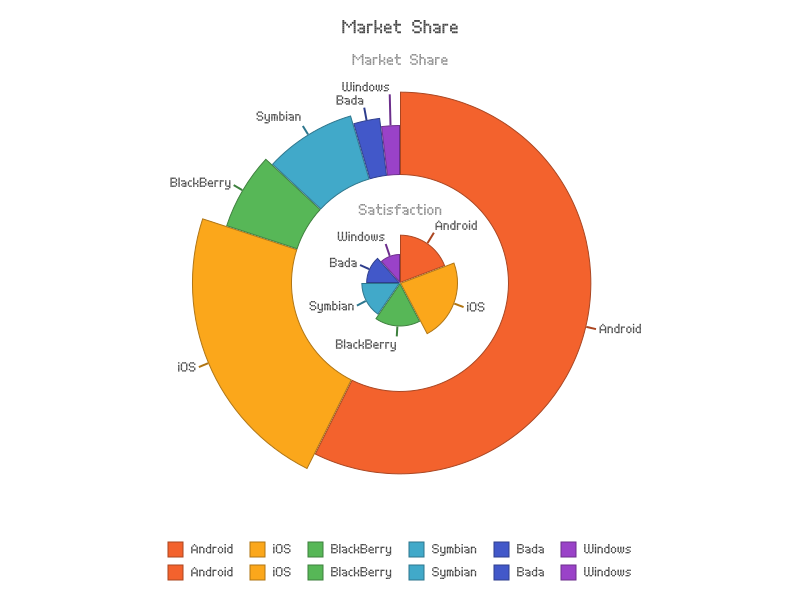 Market Share
Market Share
Windows
Bada
Symbian
BlackBerry
Satisfaction
Android
Windows
Bada
iOS
Symbian
Android
BlackBerry
iOS
Android iOS BlackBerry Symbian Bada Windows
Android iOS BlackBerry Symbian Bada Windows